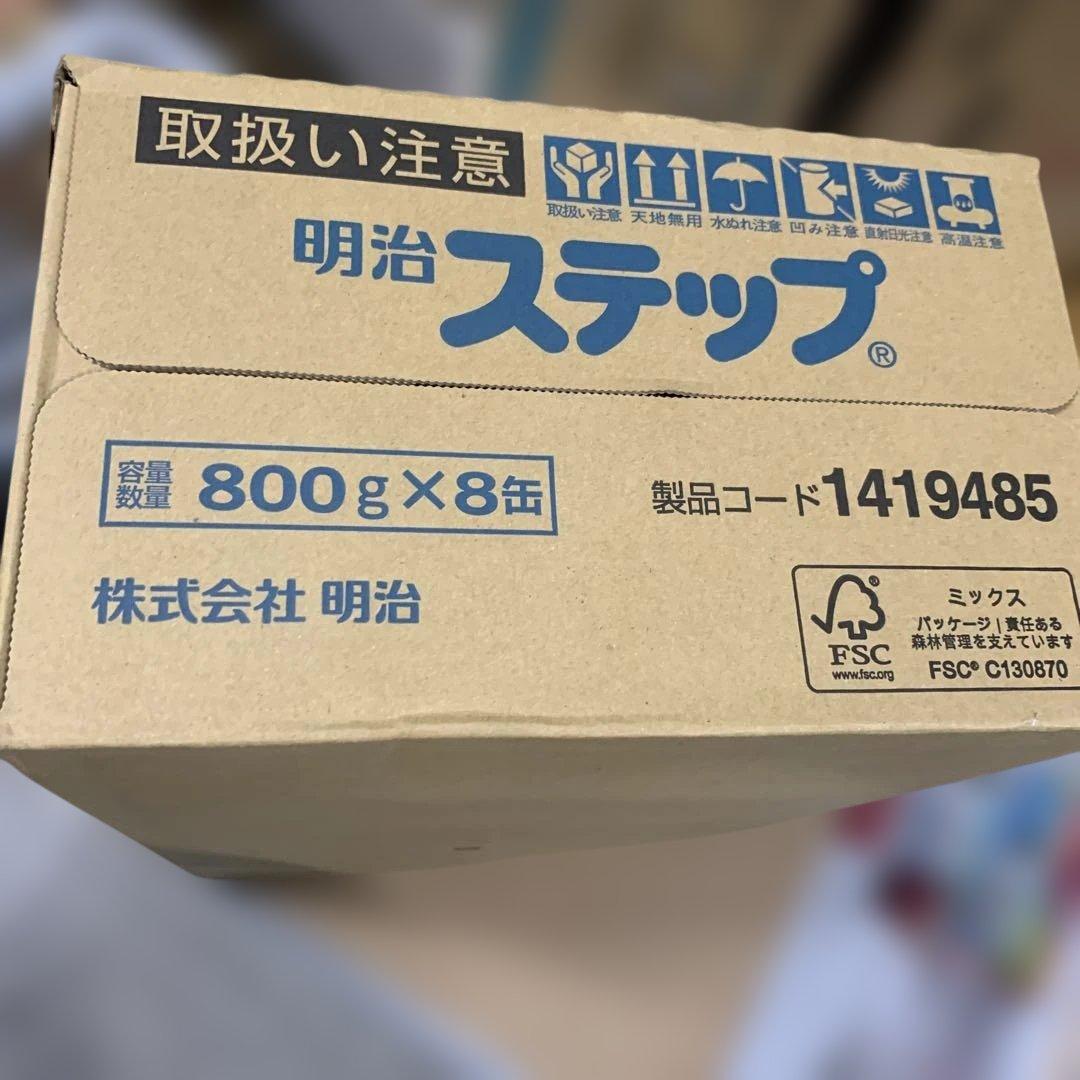 取扱い注意
取扱い注意 天地無用 水ぬれ注意 凹み注意 直射日光注意 高温注意
明治ステップ®
容量
数量
800g×8缶
製品コード1419485
株式会社 明治
FSC®
www.fsc.org
ミックス
パッケージ|責任ある
森林管理を支えています
FSC® C130870